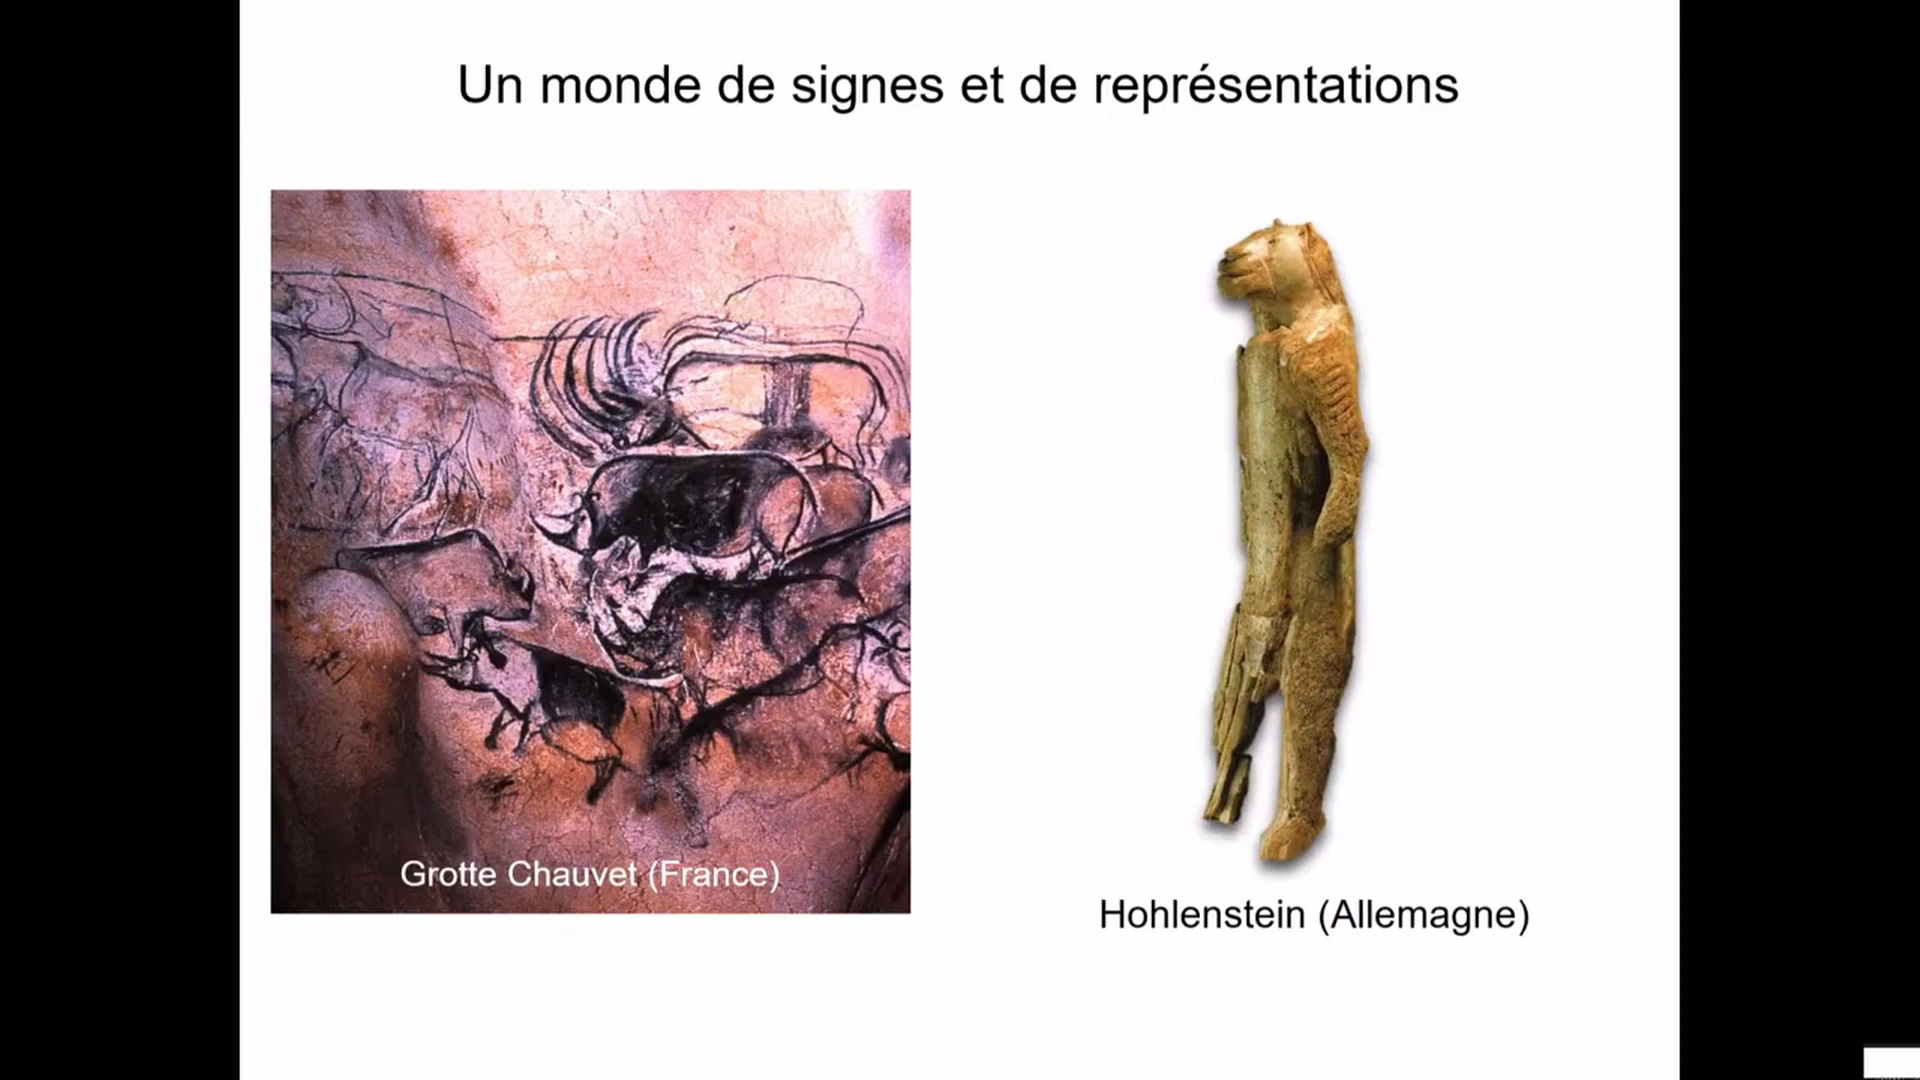 Un monde de signes et de représentations
Grotte Chauvet (France)
Hohlenstein (Allemagne)